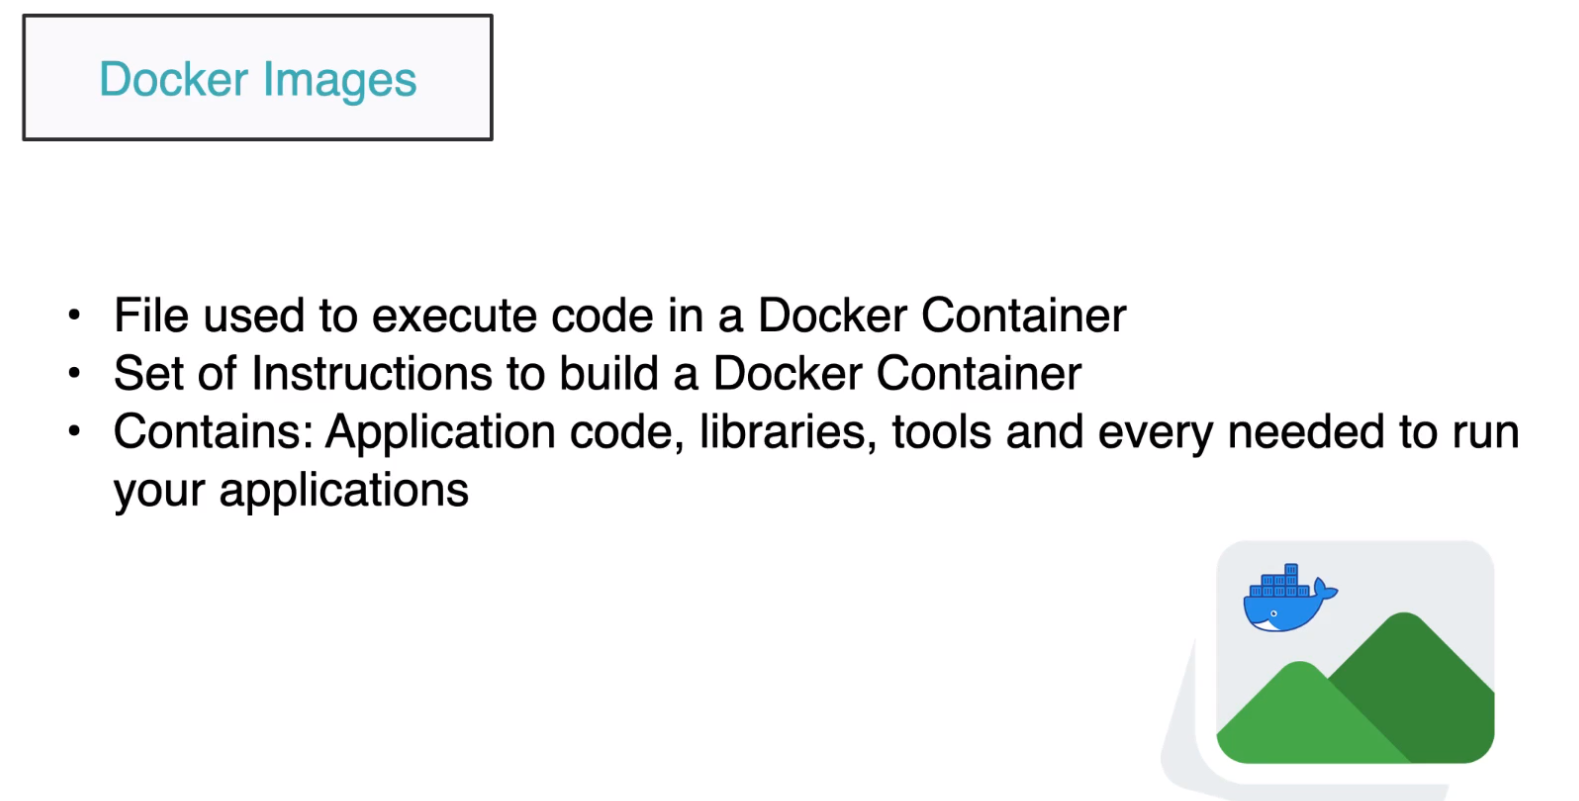 Docker Images
• File used to execute code in a Docker Container
• Set of Instructions to build a Docker Container
• Contains: Application code, libraries, tools and every needed to run
your applications